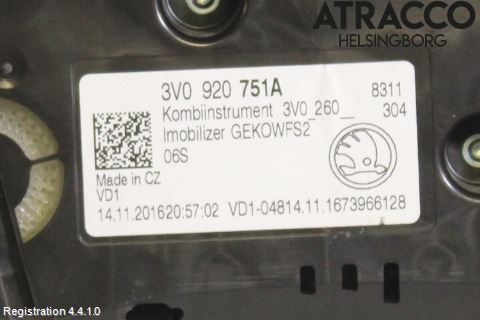 ATRACCO
HELSINGBORG
3V0 920 751A 8311
Kombiinstrument 3V0_260__ 304
Imobilizer GEKOWFS2
06S
Made in CZ
VD1
14.11.201620:57:02 VD1-04814.11.1673966128
Registration 4.4.1.0